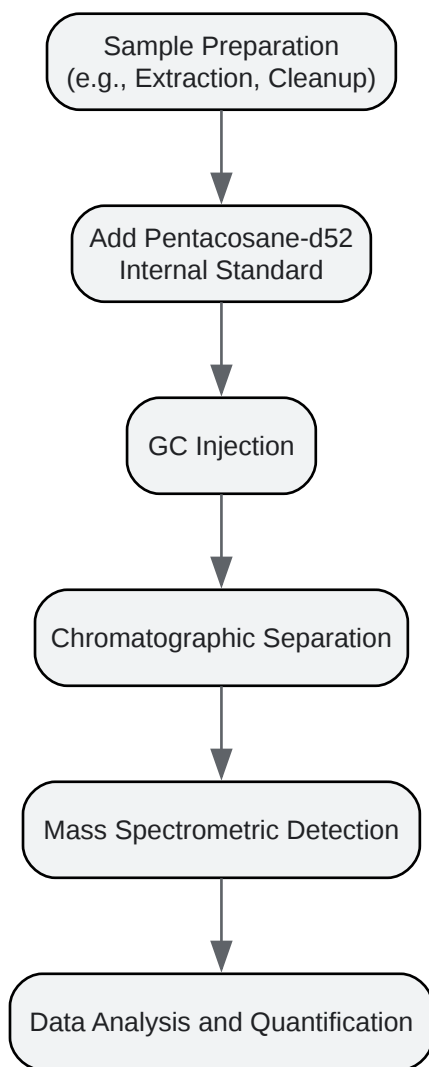 Sample Preparation
(e.g., Extraction, Cleanup)
Add Pentacosane-d52
Internal Standard
GC Injection
Chromatographic Separation
Mass Spectrometric Detection
Data Analysis and Quantification